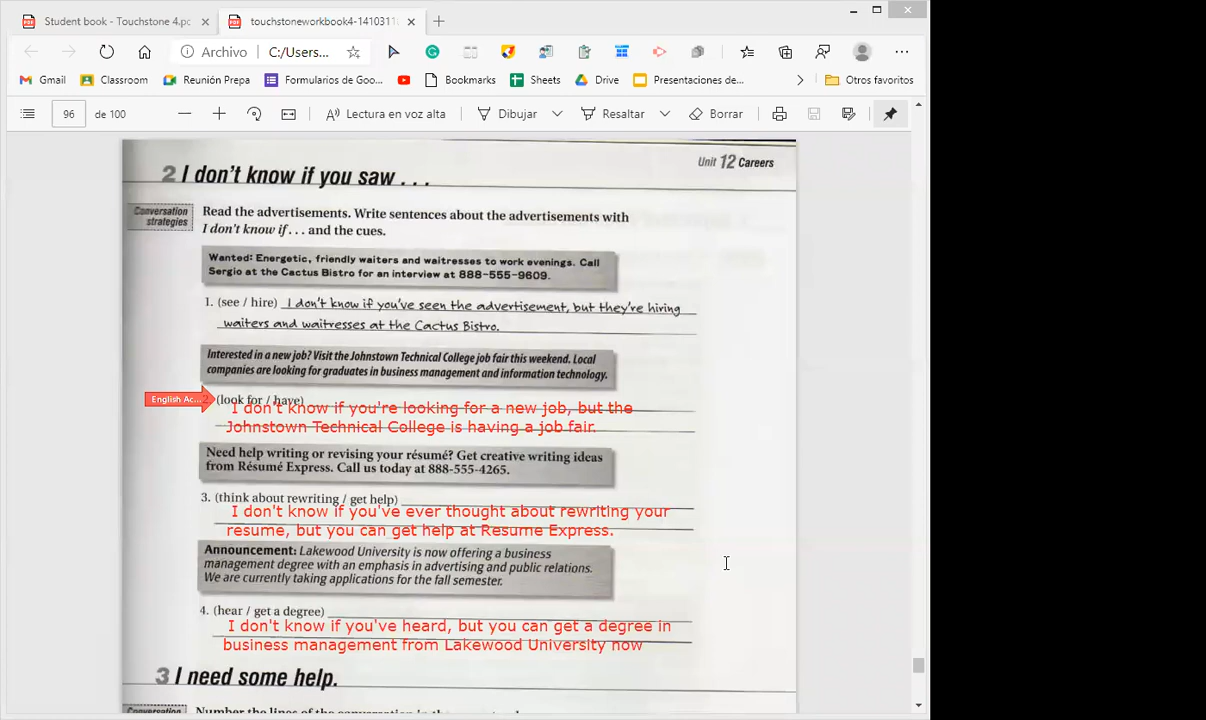 Student book - Touchstone 4.pc
touchstoneworkbook4-1410311
Archivo C:/Users...
Gmail Classroom Reunión Prepa Formularios de Goo... Bookmarks Sheets Drive Presentaciones de... Otros favoritos
96 de 100 Lectura en voz alta Dibujar Resaltar Borrar
Unit 12 Careers
2 I don't know if you saw . . .
Conversation
strategies
Read the advertisements. Write sentences about the advertisements with
I don't know if . . . and the cues.
Wanted: Energetic, friendly waiters and waitresses to work evenings. Call
Sergio at the Cactus Bistro for an interview at 888-555-9609.
1. (see / hire) I don't know if you've seen the advertisement, but they're hiring
waiters and waitresses at the Cactus Bistro.
Interested in a new job? Visit the Johnstown Technical College job fair this weekend. Local
companies are looking for graduates in business management and information technology.
English Ac...
2. (look for / have)
I don't know if you're looking for a new job, but the
Johnstown Technical College is having a job fair.
Need help writing or revising your résumé? Get creative writing ideas
from Résumé Express. Call us today at 888-555-4265.
3. (think about rewriting / get help)
I don't know if you've ever thought about rewriting your
resume, but you can get help at Resume Express.
Announcement: Lakewood University is now offering a business
management degree with an emphasis in advertising and public relations.
We are currently taking applications for the fall semester.
4. (hear / get a degree)
I don't know if you've heard, but you can get a degree in
business management from Lakewood University now
3 I need some help.
Conversation
Number the lines of the conversation in the